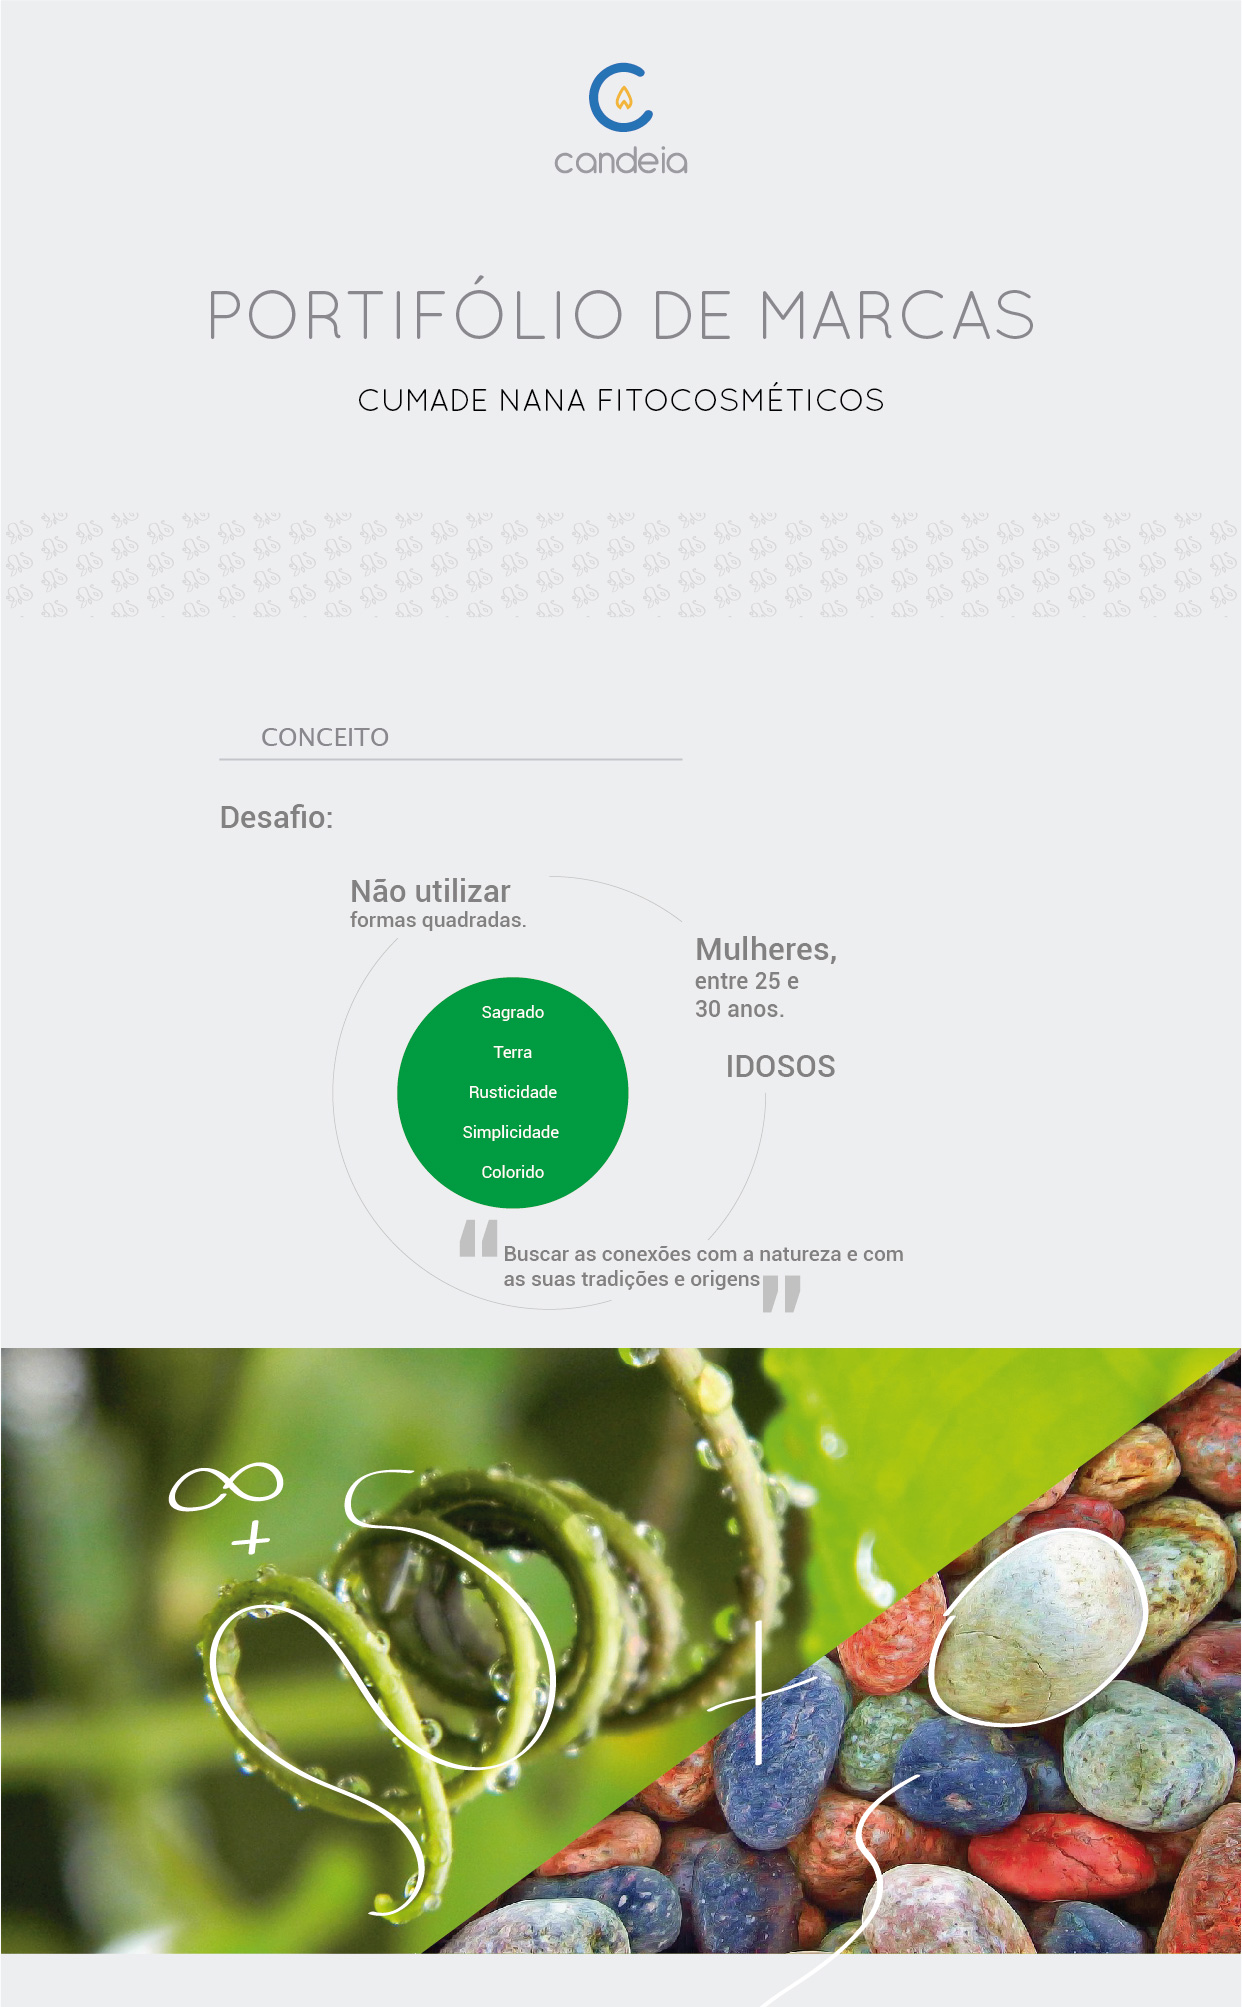 candeia
PORTIFÓLIO DE MARCAS
CUMADE NANA FITOCOSMÉTICOS
CONCEITO
Desafio:
Não utilizar
formas quadradas.
Mulheres,
entre 25 e
30 anos.
IDOSOS
Sagrado
Terra
Rusticidade
Simplicidade
Colorido
“Buscar as conexões com a natureza e com
as suas tradições e origens”